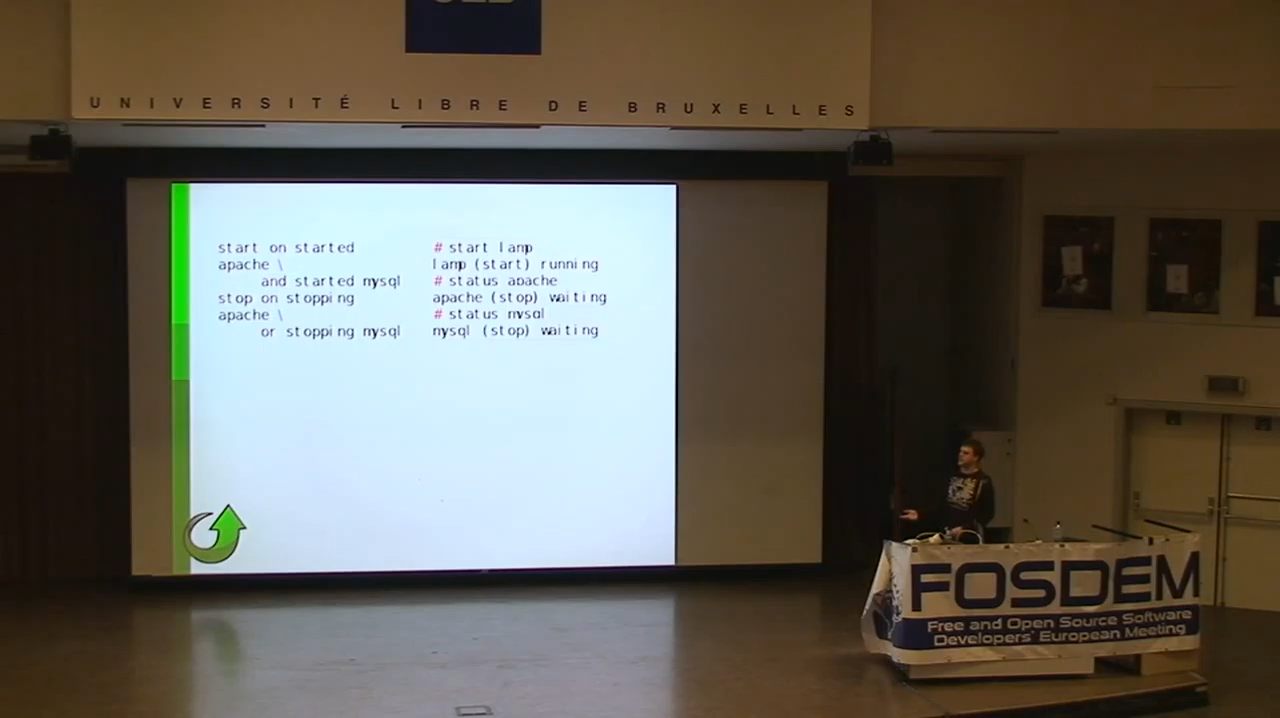 UNIVERSITÉ LIBRE DE BRUXELLES
start on started
apache \
and started mysql
stop on stopping
apache \
or stopping mysql
# start lamp
lamp (start) running
# status apache
apache (stop) waiting
# status mysql
mysql (stop) waiting
FOSDEM
Free and Open Source Software
Developers' European Meeting